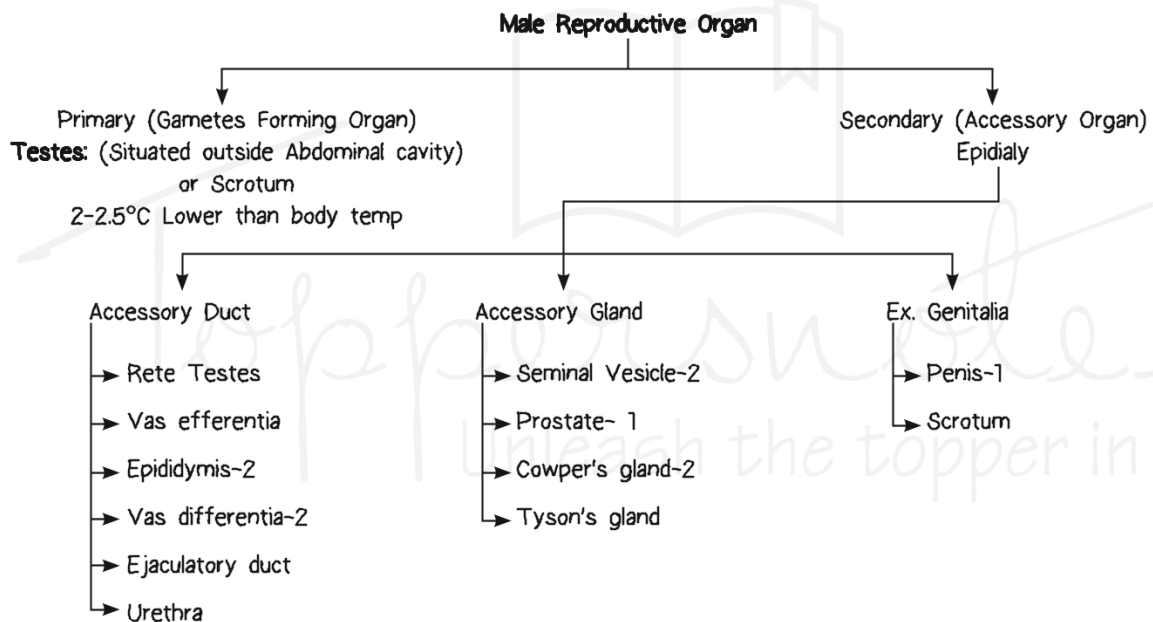 Male Reproductive Organ
Primary (Gametes Forming Organ)
Testes: (Situated outside Abdominal cavity)
or Scrotum
2-2.5°C Lower than body temp
Secondary (Accessory Organ)
Epidialy
Accessory Duct
Rete Testes
Vas efferentia
Epididymis-2
Vas differentia-2
Ejaculatory duct
Urethra
Accessory Gland
Seminal Vesicle-2
Prostate- 1
Cowper's gland-2
Tyson's gland
Ex. Genitalia
Penis-1
Scrotum
Toppersnote
Unleash the topper in